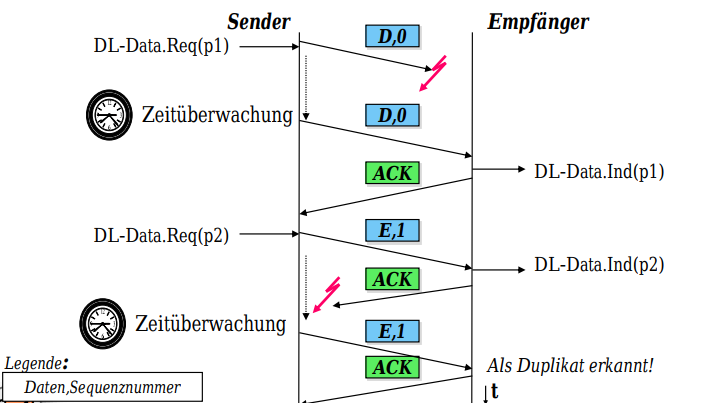 Sender
Empfänger
DL-Data.Req(p1)
D,0
Zeitüberwachung
D,0
ACK
DL-Data.Ind(p1)
DL-Data.Req(p2)
E,1
DL-Data.Ind(p2)
ACK
Zeitüberwachung
E,1
Legende:
ACK
Als Duplikat erkannt!
Daten,Sequenznummer
t